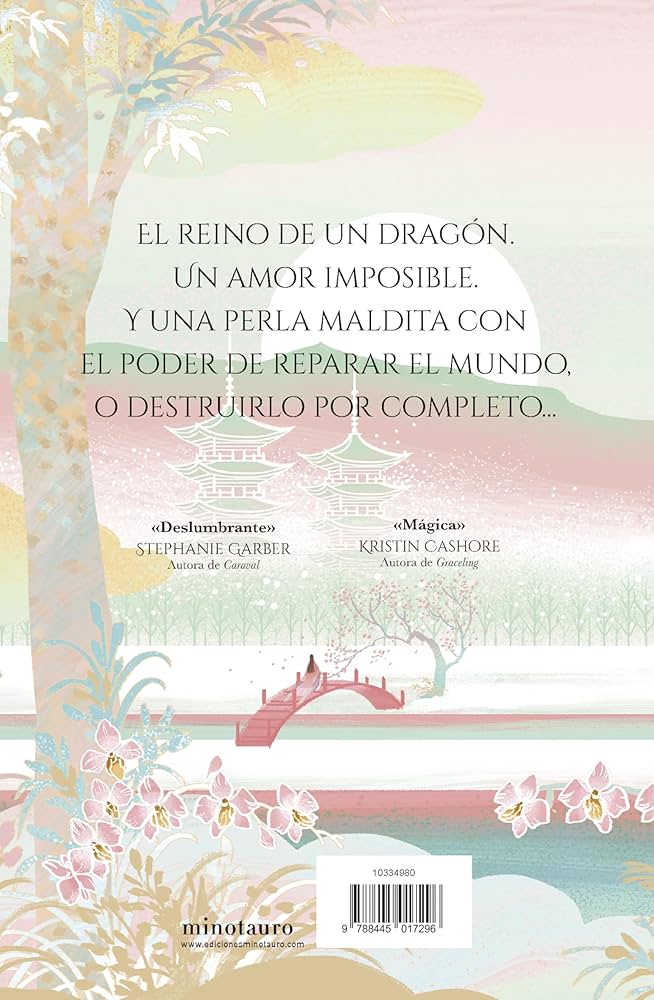 EL REINO DE UN DRAGÓN.
UN AMOR IMPOSIBLE.
Y UNA PERLA MALDITA CON
EL PODER DE REPARAR EL MUNDO,
O DESTRUIRLO POR COMPLETO...
«Deslumbrante»
STEPHANIE GARBER
Autora de Caraval
«Mágica»
KRISTIN CASHORE
Autora de Graceling
10334980
9 788445 017296
minotauro
www.edicionesminotauro.com